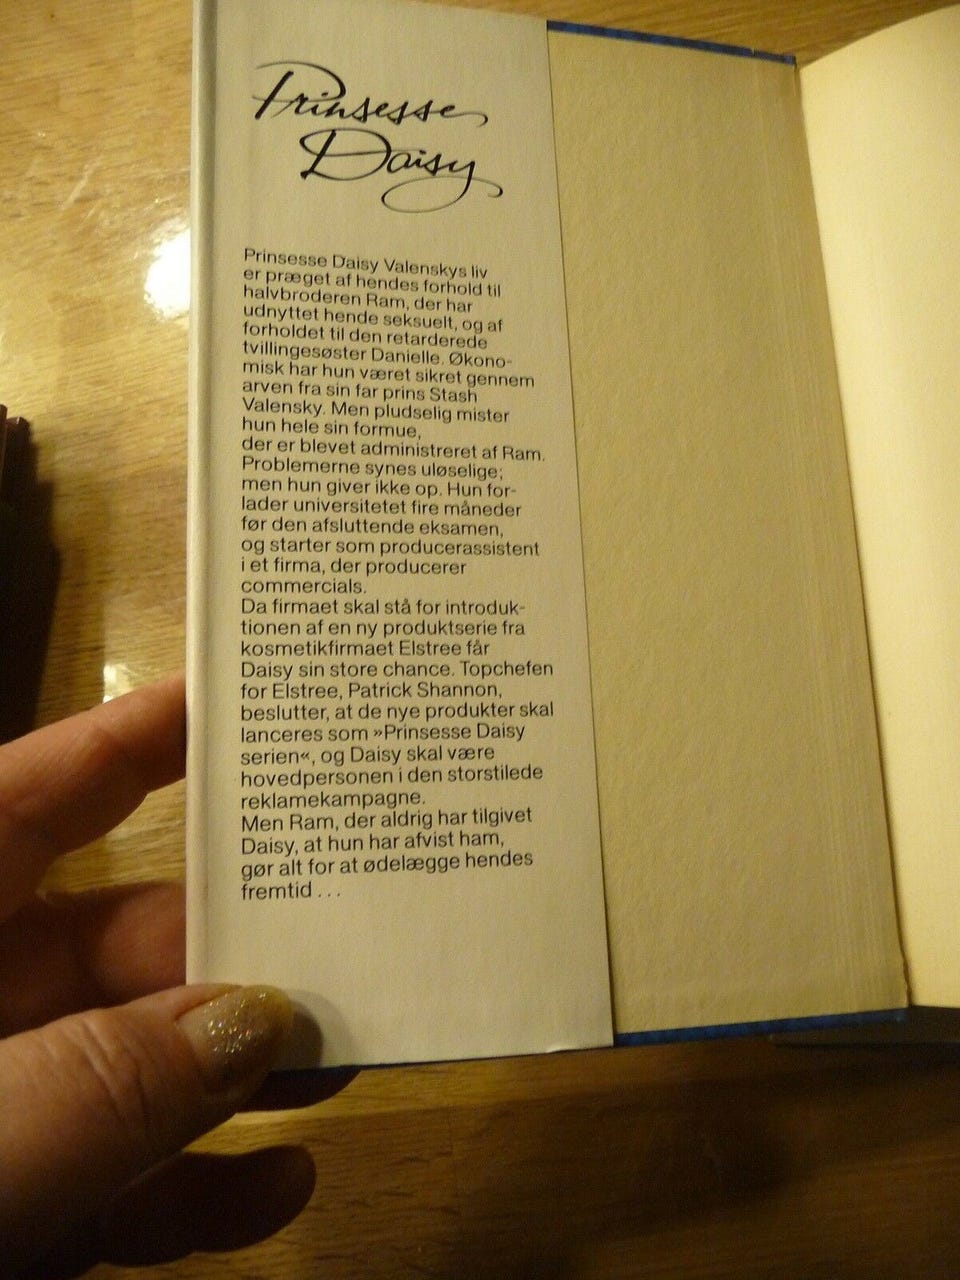 Prinsesse
Daisy
Prinsesse Daisy Valenskys liv
er præget af hendes forhold til
halvbroderen Ram, der har
udnyttet hende seksuelt, og af
forholdet til den retarderede
tvillingesøster Danielle. Økono-
misk har hun været sikret gennem
arven fra sin far prins Stash
Valensky. Men pludselig mister
hun hele sin formue,
der er blevet administreret af Ram.
Problemerne synes uløselige;
men hun giver ikke op. Hun for-
lader universitetet fire måneder
før den afsluttende eksamen,
og starter som producerassistent
i et firma, der producerer
commercials.
Da firmaet skal stå for introduk-
tionen af en ny produktserie fra
kosmetikfirmaet Elstree får
Daisy sin store chance. Topchefen
for Elstree, Patrick Shannon,
beslutter, at de nye produkter skal
lanceres som »Prinsesse Daisy
serien«, og Daisy skal være
hovedpersonen i den storstilede
reklamekampagne.
Men Ram, der aldrig har tilgivet
Daisy, at hun har afvist ham,
gør alt for at ødelægge hendes
fremtid ...